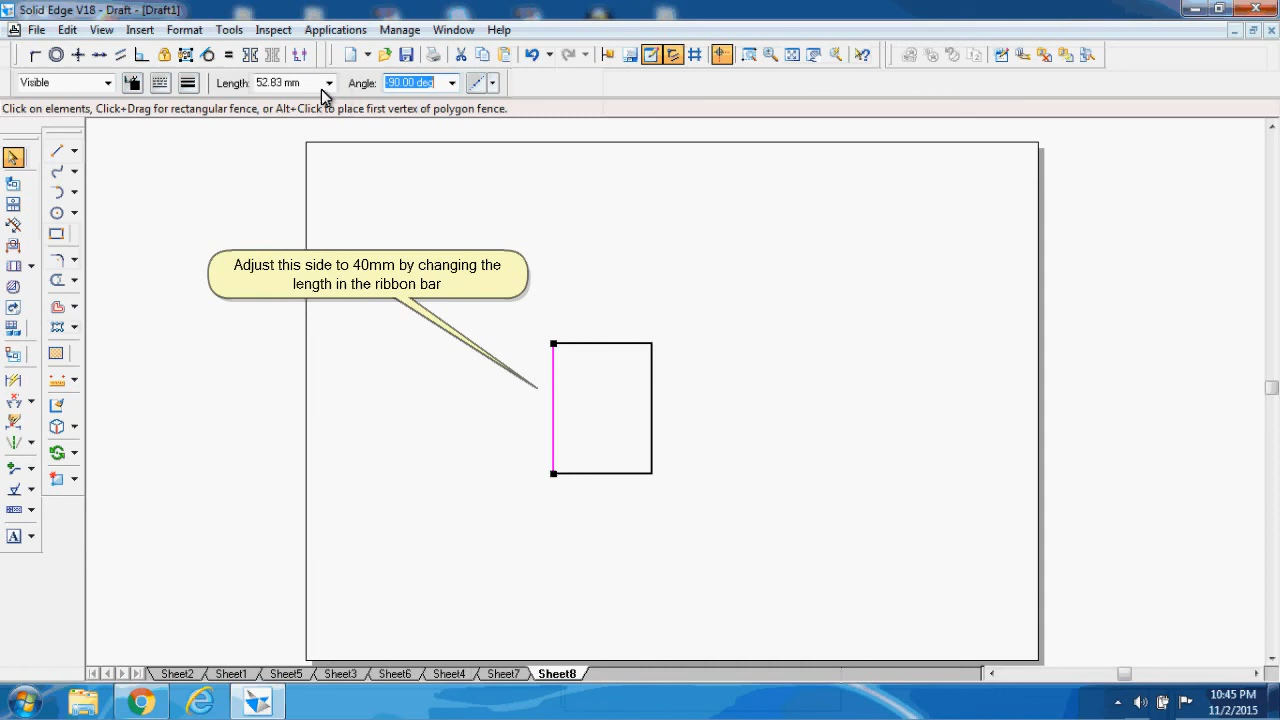 Solid Edge V18 - Draft - [Draft1]
File Edit View Insert Format Tools Inspect Applications Manage Window Help
Visible Length: 52.83 mm Angle: -90.00 deg
Click on elements, Click+Drag for rectangular fence, or Alt+Click to place first vertex of polygon fence.
Adjust this side to 40mm by changing the
length in the ribbon bar
A
Sheet2 Sheet1 Sheet5 Sheet3 Sheet6 Sheet4 Sheet7 Sheet8
10:45 PM
11/2/2015